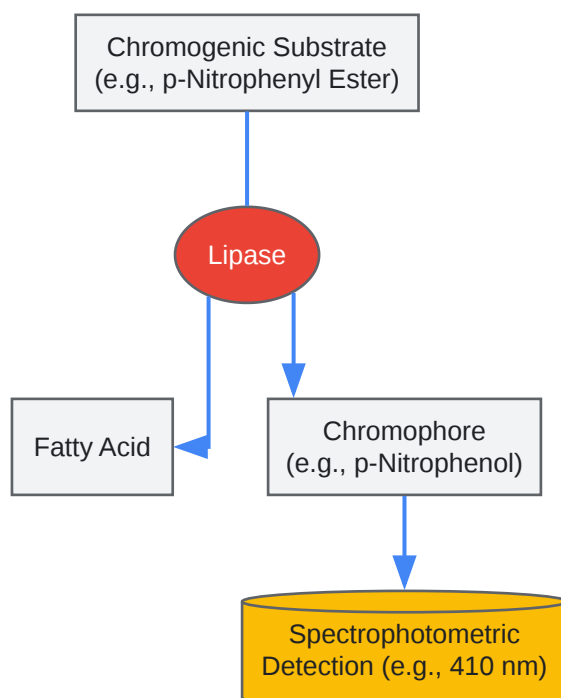 Chromogenic Substrate
(e.g., p-Nitrophenyl Ester)
Lipase
Fatty Acid
Chromophore
(e.g., p-Nitrophenol)
Spectrophotometric
Detection (e.g., 410 nm)